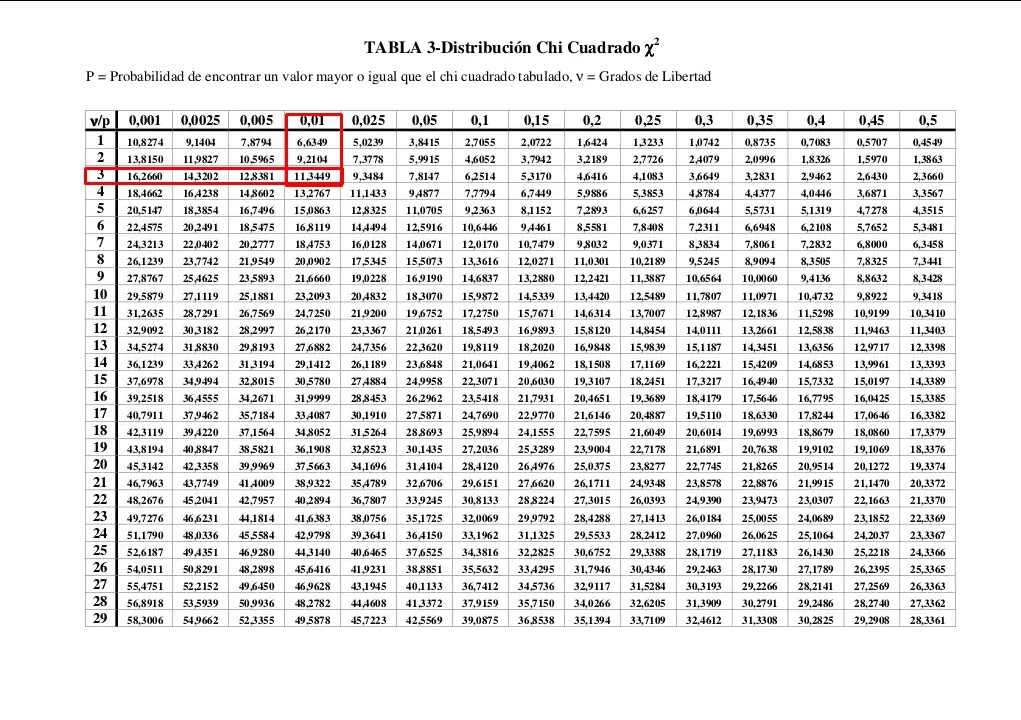 TABLA 3-Distribución Chi Cuadrado χ²
P = Probabilidad de encontrar un valor mayor o igual que el chi cuadrado tabulado, ν = Grados de Libertad
ν/p 0,001 0,0025 0,005 0,01 0,025 0,05 0,1 0,15 0,2 0,25 0,3 0,35 0,4 0,45 0,5
1 10,8274 9,1404 7,8794 6,6349 5,0239 3,8415 2,7055 2,0722 1,6424 1,3233 1,0742 0,8735 0,7083 0,5707 0,4549
2 13,8150 11,9827 10,5965 9,2104 7,3778 5,9915 4,6052 3,7942 3,2189 2,7726 2,4079 2,0996 1,8326 1,5970 1,3863
3 16,2660 14,3202 12,8381 11,3449 9,3484 7,8147 6,2514 5,3170 4,6416 4,1083 3,6649 3,2831 2,9462 2,6430 2,3660
4 18,4662 16,4238 14,8602 13,2767 11,1433 9,4877 7,7794 6,7449 5,9886 5,3853 4,8784 4,4377 4,0446 3,6871 3,3567
5 20,5147 18,3854 16,7496 15,0863 12,8325 11,0705 9,2363 8,1152 7,2893 6,6257 6,0644 5,5731 5,1319 4,7278 4,3515
6 22,4575 20,2491 18,5475 16,8119 14,4494 12,5916 10,6446 9,4461 8,5581 7,8408 7,2311 6,6948 6,2108 5,7652 5,3481
7 24,3213 22,0402 20,2777 18,4753 16,0128 14,0671 12,0170 10,7479 9,8032 9,0371 8,3834 7,8061 7,2832 6,8000 6,3458
8 26,1239 23,7742 21,9549 20,0902 17,5345 15,5073 13,3616 12,0271 11,0301 10,2189 9,5245 8,9094 8,3505 7,8325 7,3441
9 27,8767 25,4625 23,5893 21,6660 19,0228 16,9190 14,6837 13,2880 12,2421 11,3887 10,6564 10,0060 9,4136 8,8632 8,3428
10 29,5879 27,1119 25,1881 23,2093 20,4832 18,3070 15,9872 14,5339 13,4420 12,5489 11,7807 11,0971 10,4732 9,8922 9,3418
11 31,2635 28,7291 26,7569 24,7250 21,9200 19,6752 17,2750 15,7671 14,6314 13,7007 12,8987 12,1836 11,5298 10,9199 10,3410
12 32,9092 30,3182 28,2997 26,2170 23,3367 21,0261 18,5493 16,9893 15,8120 14,8454 14,0111 13,2661 12,5838 11,9463 11,3403
13 34,5274 31,8830 29,8193 27,6882 24,7356 22,3620 19,8119 18,2020 16,9848 15,9839 15,1187 14,3451 13,6356 12,9717 12,3398
14 36,1239 33,4262 31,3194 29,1412 26,1189 23,6848 21,0641 19,4062 18,1508 17,1169 16,2221 15,4209 14,6853 13,9961 13,3393
15 37,6978 34,9494 32,8015 30,5780 27,4884 24,9958 22,3071 20,6030 19,3107 18,2451 17,3217 16,4940 15,7332 15,0197 14,3389
16 39,2518 36,4555 34,2671 31,9999 28,8453 26,2962 23,5418 21,7931 20,4651 19,3689 18,4179 17,5646 16,7795 16,0425 15,3385
17 40,7911 37,9462 35,7184 33,4087 30,1910 27,5871 24,7690 22,9770 21,6146 20,4887 19,5110 18,6330 17,8244 17,0646 16,3382
18 42,3119 39,4220 37,1564 34,8052 31,5264 28,8693 25,9894 24,1555 22,7595 21,6049 20,6014 19,6993 18,8679 18,0860 17,3379
19 43,8194 40,8847 38,5821 36,1908 32,8523 30,1435 27,2036 25,3289 23,9004 22,7178 21,6891 20,7638 19,9102 19,1069 18,3376
20 45,3142 42,3358 39,9969 37,5663 34,1696 31,4104 28,4120 26,4976 25,0375 23,8277 22,7745 21,8265 20,9514 20,1272 19,3374
21 46,7963 43,7749 41,4009 38,9322 35,4789 32,6706 29,6151 27,6620 26,1711 24,9348 23,8578 22,8876 21,9915 21,1470 20,3372
22 48,2676 45,2041 42,7957 40,2894 36,7807 33,9245 30,8133 28,8224 27,3015 26,0393 24,9390 23,9473 23,0307 22,1663 21,3370
23 49,7276 46,6231 44,1814 41,6383 38,0756 35,1725 32,0069 29,9792 28,4288 27,1413 26,0184 25,0055 24,0689 23,1852 22,3369
24 51,1790 48,0336 45,5584 42,9798 39,3641 36,4150 33,1962 31,1325 29,5533 28,2412 27,0960 26,0625 25,1064 24,2037 23,3367
25 52,6187 49,4351 46,9280 44,3140 40,6465 37,6525 34,3816 32,2825 30,6752 29,3388 28,1719 27,1183 26,1430 25,2218 24,3366
26 54,0511 50,8291 48,2898 45,6416 41,9231 38,8851 35,5632 33,4295 31,7946 30,4346 29,2463 28,1730 27,1789 26,2395 25,3365
27 55,4751 52,2152 49,6450 46,9628 43,1945 40,1133 36,7412 34,5736 32,9117 31,5284 30,3193 29,2266 28,2141 27,2569 26,3363
28 56,8918 53,5939 50,9936 48,2782 44,4608 41,3372 37,9159 35,7150 34,0266 32,6205 31,3909 30,2791 29,2486 28,2740 27,3362
29 58,3006 54,9662 52,3355 49,5878 45,7223 42,5569 39,0875 36,8538 35,1394 33,7109 32,4612 31,3308 30,2825 29,2908 28,3361